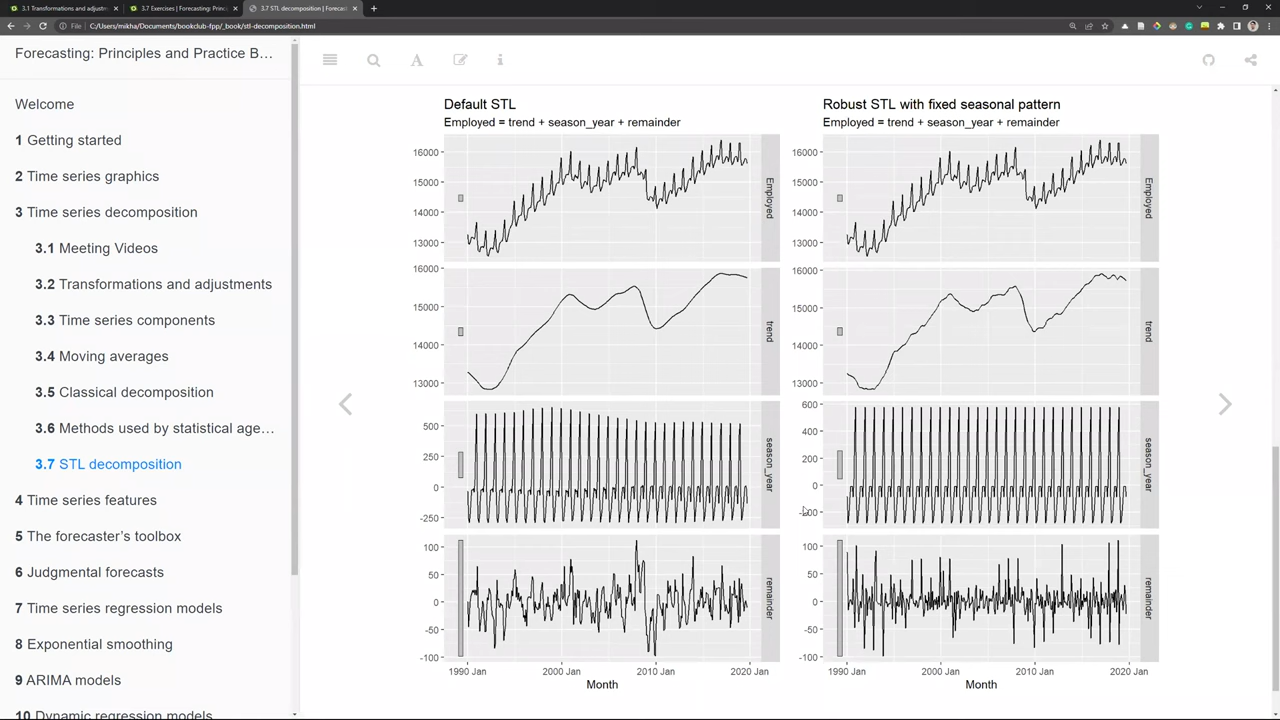 3.1 Transformations and adjustm
3.7 Exercises | Forecasting: Princ
3.7 STL decomposition | Forecast
File
C:/Users/mikha/Documents/bookclub-fpp/_book/stl-decomposition.html
Forecasting: Principles and Practice B…
Welcome
1 Getting started
2 Time series graphics
3 Time series decomposition
3.1 Meeting Videos
3.2 Transformations and adjustments
3.3 Time series components
3.4 Moving averages
3.5 Classical decomposition
3.6 Methods used by statistical age…
3.7 STL decomposition
4 Time series features
5 The forecaster's toolbox
6 Judgmental forecasts
7 Time series regression models
8 Exponential smoothing
9 ARIMA models
10 Dynamic regression models
Default STL
Employed = trend + season_year + remainder
16000
15000
14000
13000
Employed
16000
15000
14000
13000
trend
500
250
0
-250
season_year
100
50
0
-50
-100
remainder
1990 Jan
2000 Jan
2010 Jan
2020 Jan
Month
Robust STL with fixed seasonal pattern
Employed = trend + season_year + remainder
16000
15000
14000
13000
Employed
16000
15000
14000
13000
trend
600
400
200
0
-200
season_year
100
50
0
-50
-100
remainder
1990 Jan
2000 Jan
2010 Jan
2020 Jan
Month